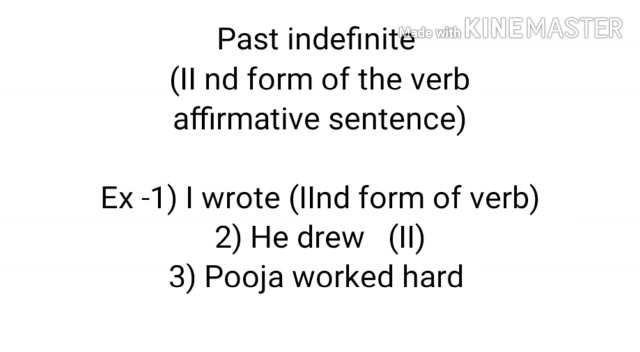 Made with KINEMASTER
Past indefinite
(II nd form of the verb
affirmative sentence)
Ex -1) I wrote (IInd form of verb)
2) He drew (II)
3) Pooja worked hard